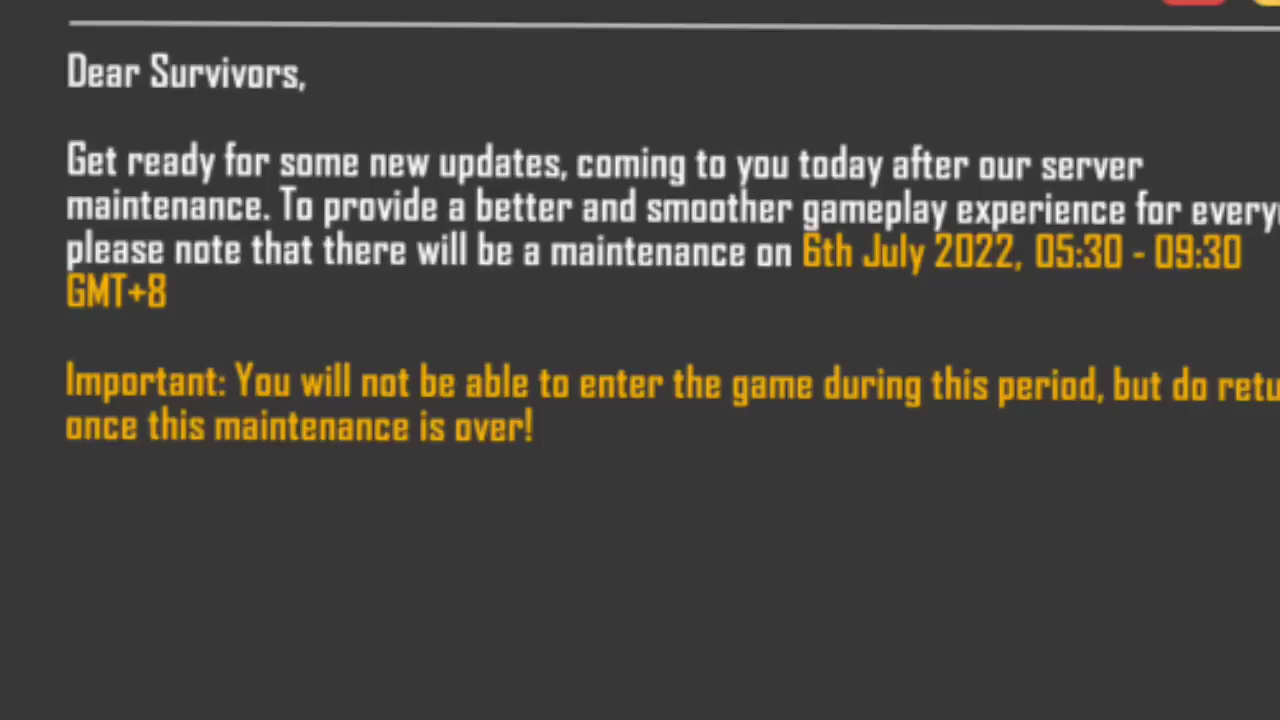 Dear Survivors,
Get ready for some new updates, coming to you today after our server
maintenance. To provide a better and smoother gameplay experience for every
please note that there will be a maintenance on 6th July 2022, 05:30 - 09:30
GMT+8
Important: You will not be able to enter the game during this period, but do retu
once this maintenance is over!